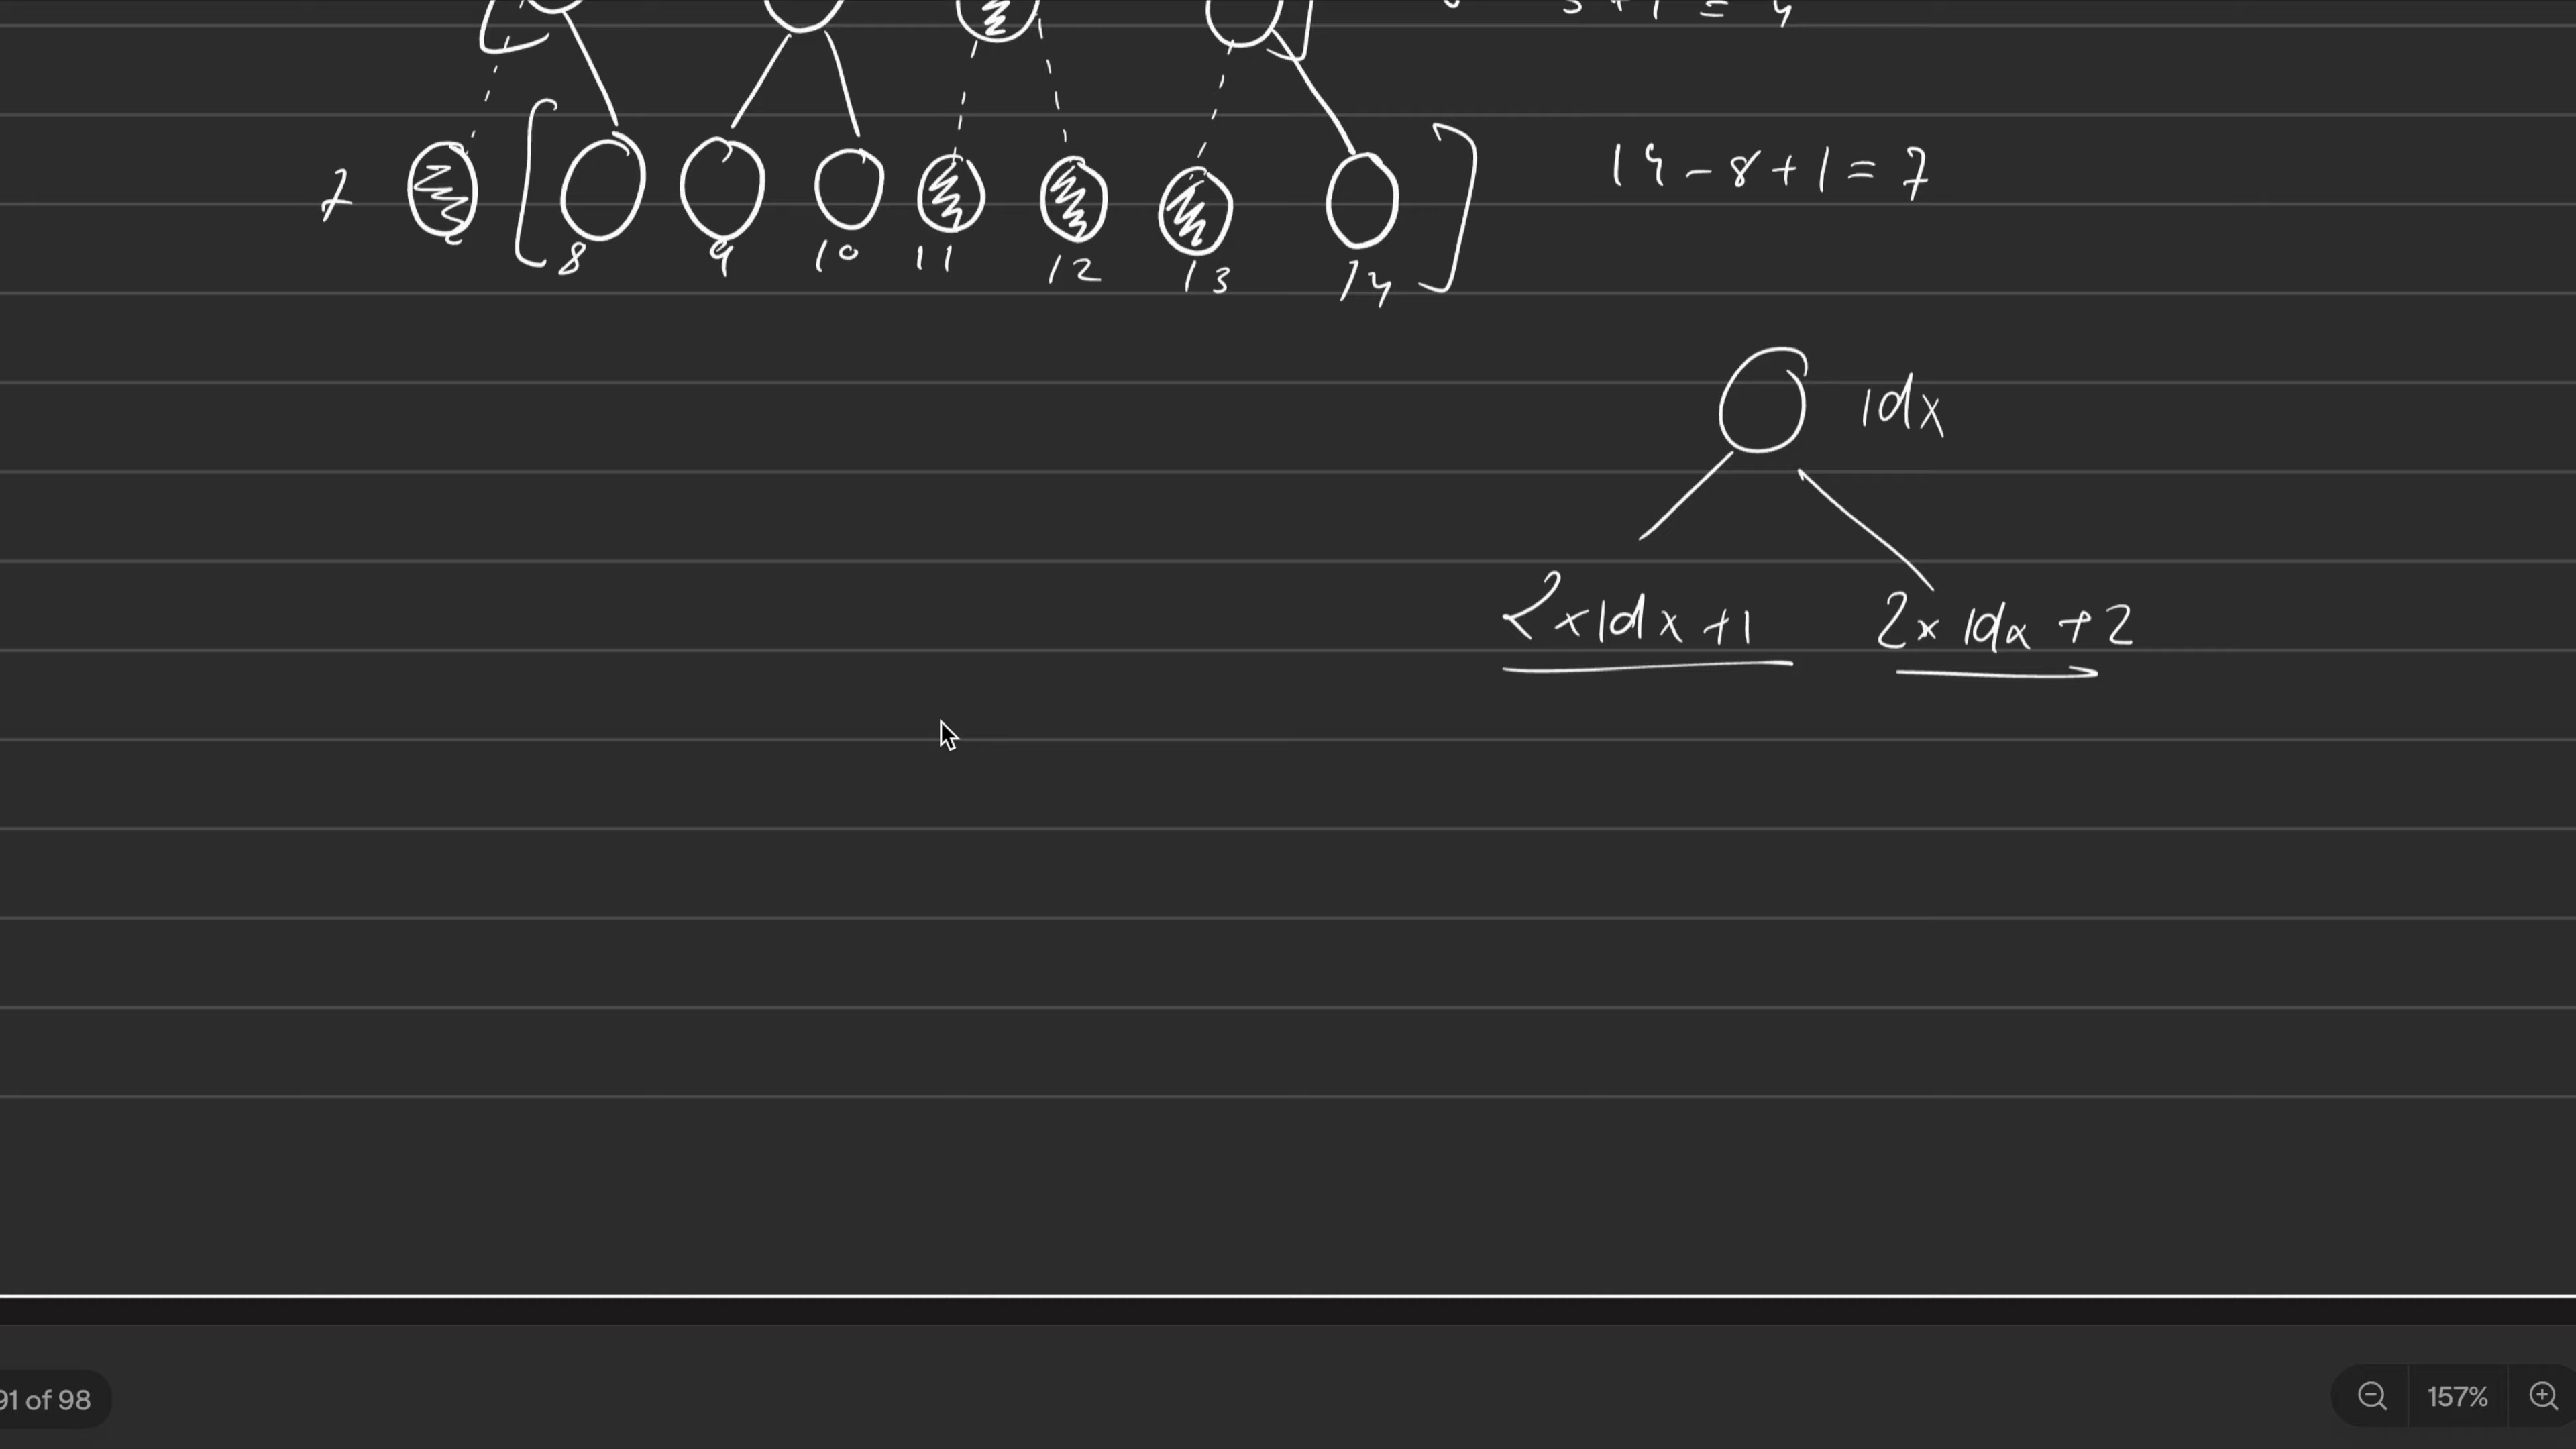 3 + 1 = 4
14 - 8 + 1 = 7
7
8 9 10 11 12 13 14
idx
2 x idx + 1 2 x idx + 2
91 of 98
157%